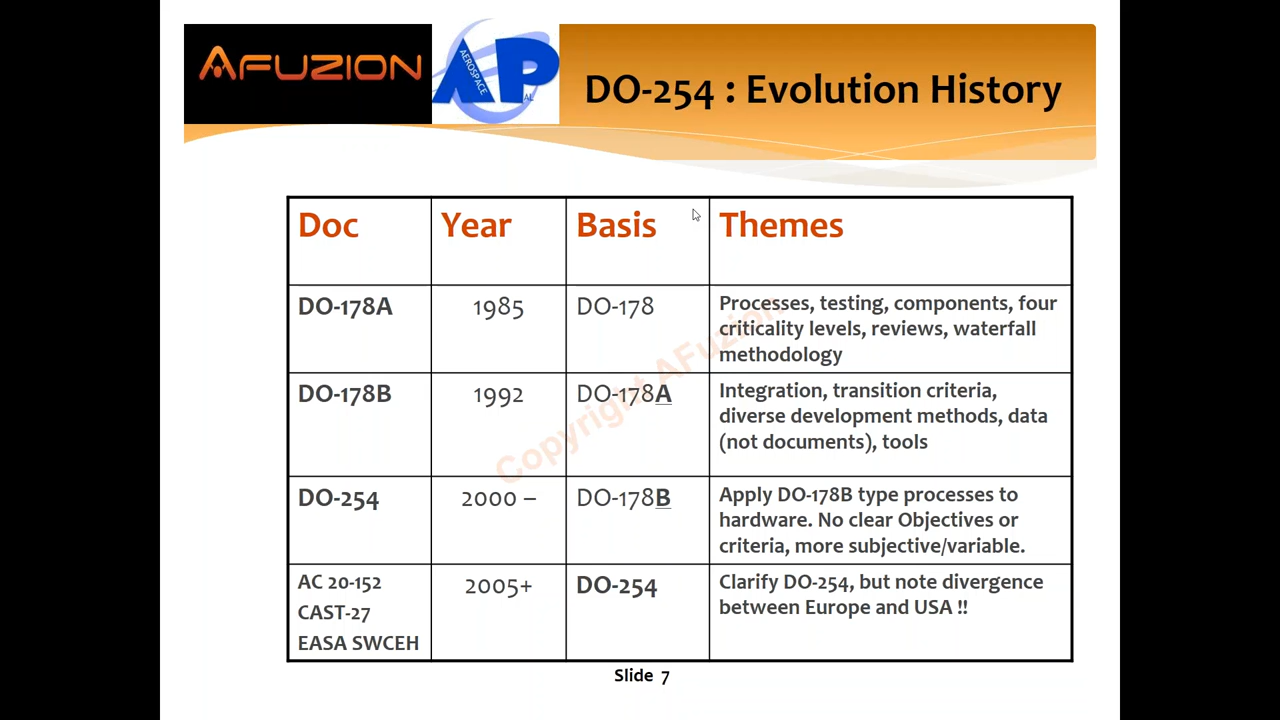 AFUZION
AEROSPACE
AP
AL
DO-254 : Evolution History
Doc Year Basis Themes
DO-178A 1985 DO-178 Processes, testing, components, four
criticality levels, reviews, waterfall
methodology
DO-178B 1992 DO-178A Integration, transition criteria,
diverse development methods, data
(not documents), tools
DO-254 2000 – DO-178B Apply DO-178B type processes to
hardware. No clear Objectives or
criteria, more subjective/variable.
AC 20-152 2005+ DO-254 Clarify DO-254, but note divergence
CAST-27 between Europe and USA !!
EASA SWCEH
Copyright AFuzion
Slide 7